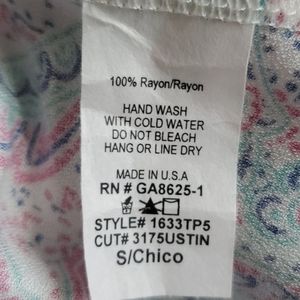 100% Rayon/Rayon
HAND WASH
WITH COLD WATER
DO NOT BLEACH
HANG OR LINE DRY
MADE IN U.S.A
RN # GA8625-1
STYLE# 1633TP5
CUT# 3175USTIN
S/Chico